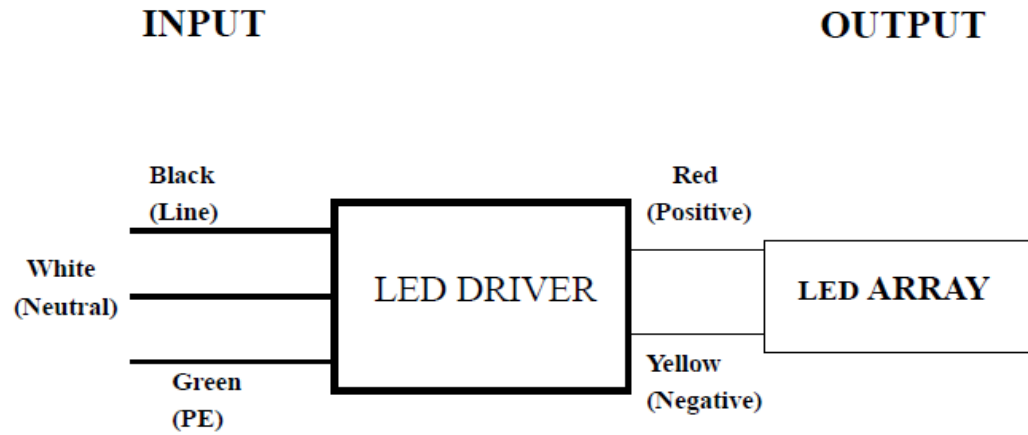 INPUT
OUTPUT
Black
(Line)
White
(Neutral)
Green
(PE)
LED DRIVER
Red
(Positive)
Yellow
(Negative)
LED ARRAY